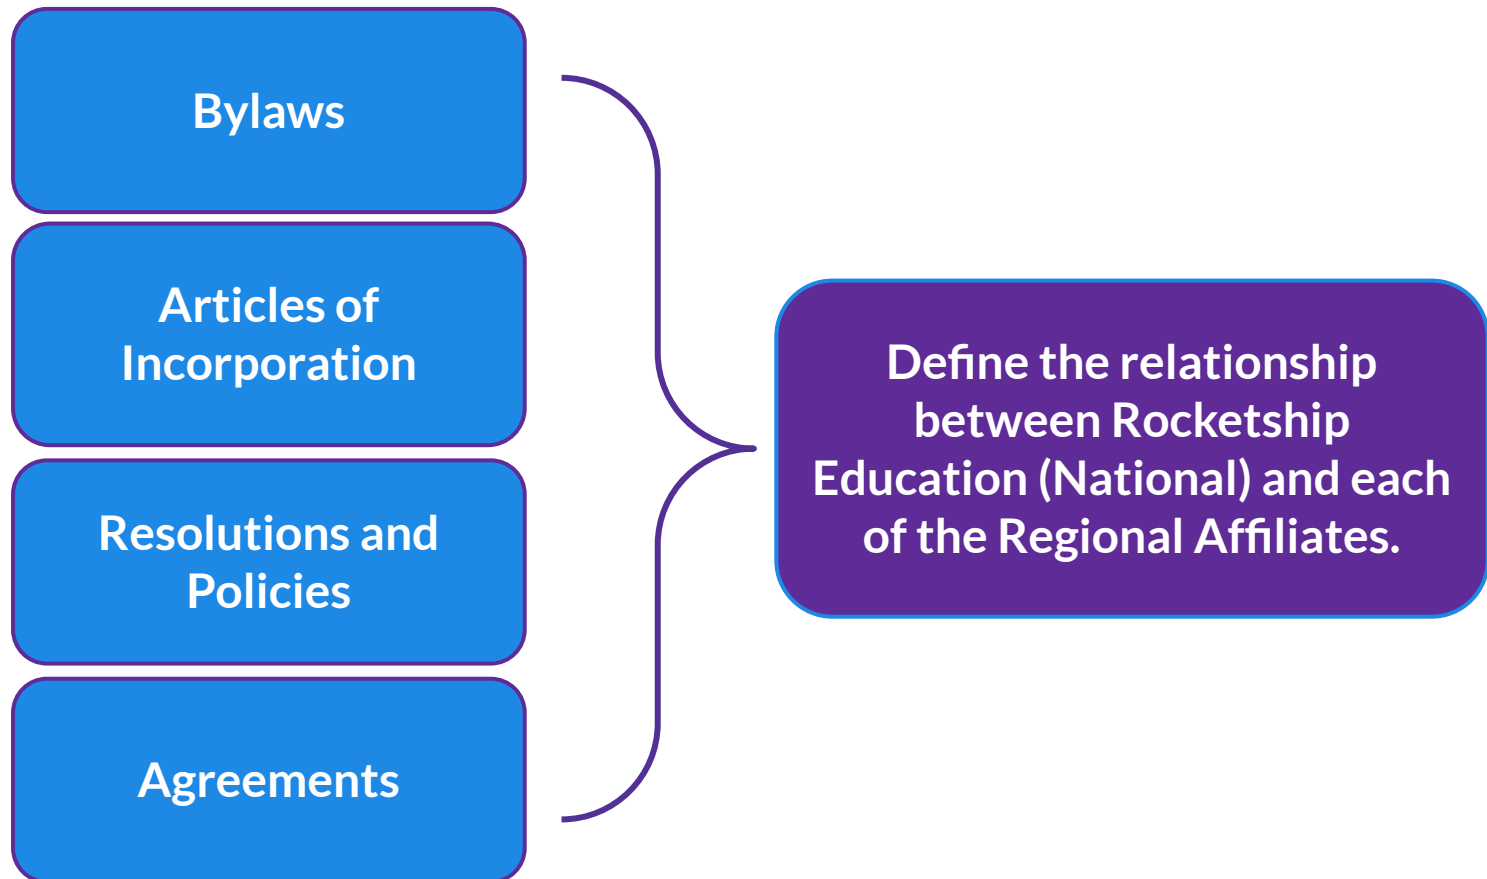 Bylaws
Articles of
Incorporation
Resolutions and
Policies
Agreements
Define the relationship
between Rocketship
Education (National) and each
of the Regional Affiliates.